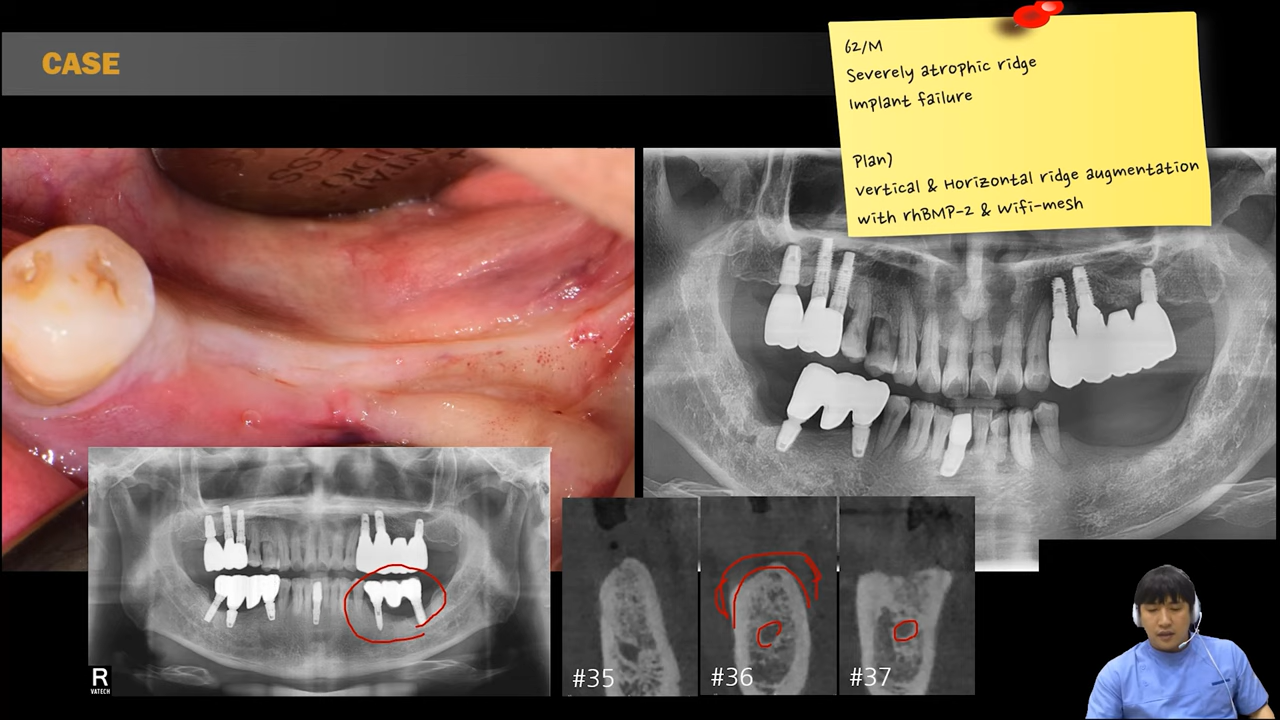 CASE
62/M
Severely atrophic ridge
Implant failure
Plan)
Vertical & Horizontal ridge augmentation
with rhBMP-2 & Wifi-mesh
R
VATECH
#35
#36
#37